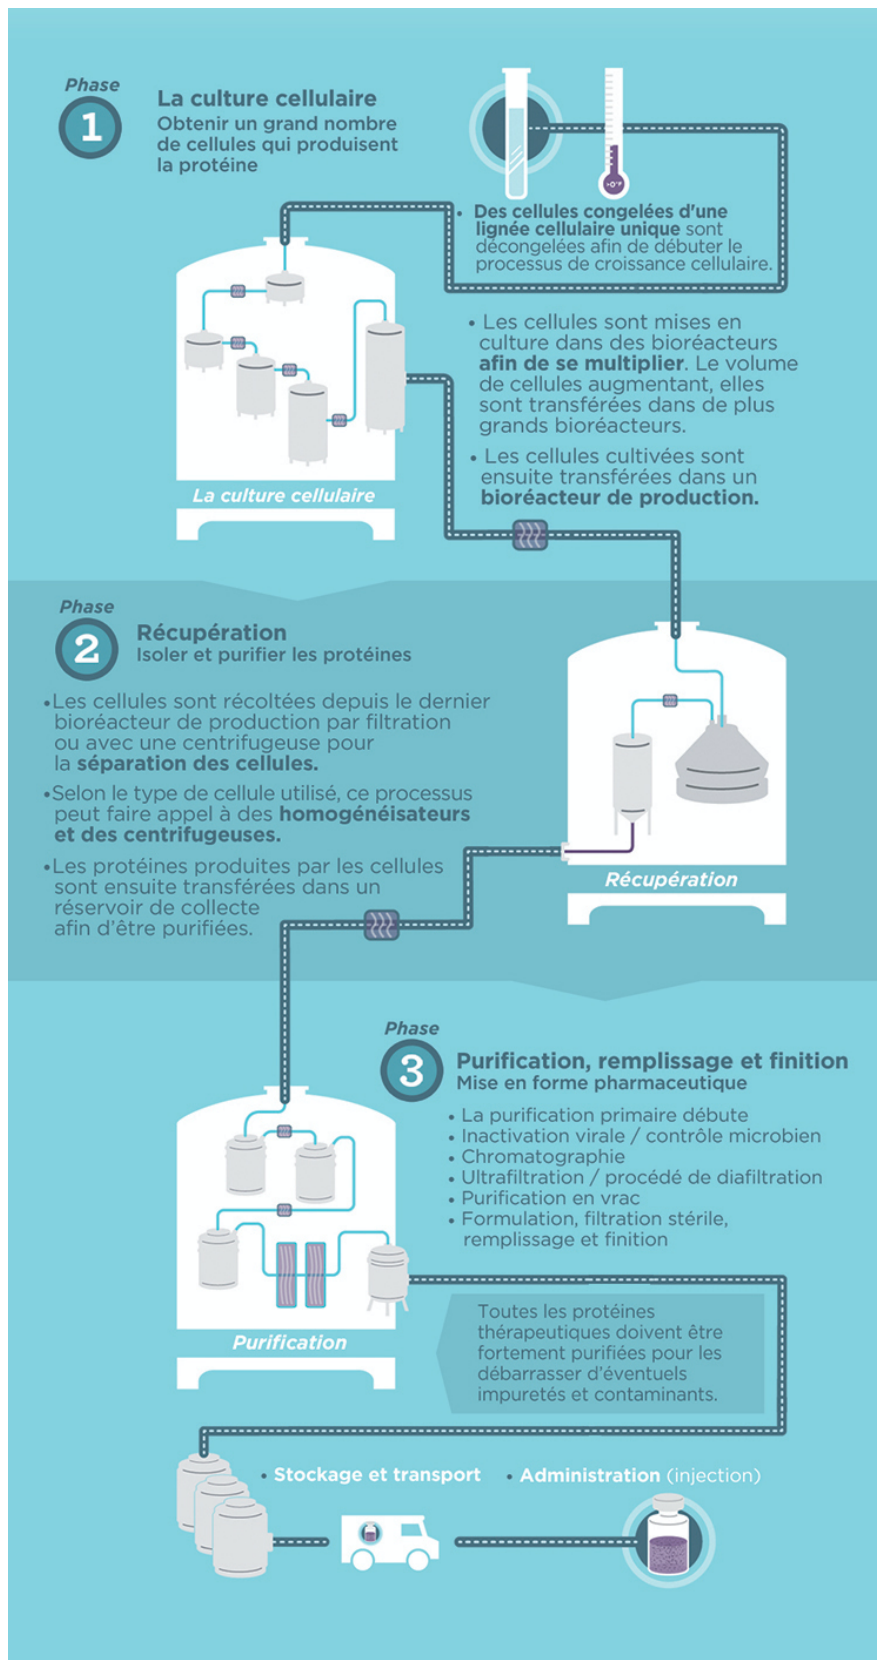 Phase
1
La culture cellulaire
Obtenir un grand nombre
de cellules qui produisent
la protéine
>0°F
• Des cellules congelées d'une
lignée cellulaire unique sont
décongelées afin de débuter le
processus de croissance cellulaire.
• Les cellules sont mises en
culture dans des bioréacteurs
afin de se multiplier. Le volume
de cellules augmentant, elles
sont transférées dans de plus
grands bioréacteurs.
• Les cellules cultivées sont
ensuite transférées dans un
bioréacteur de production.
La culture cellulaire
Phase
2
Récupération
Isoler et purifier les protéines
•Les cellules sont récoltées depuis le dernier
bioréacteur de production par filtration
ou avec une centrifugeuse pour
la séparation des cellules.
•Selon le type de cellule utilisé, ce processus
peut faire appel à des homogénéisateurs
et des centrifugeuses.
•Les protéines produites par les cellules
sont ensuite transférées dans un
réservoir de collecte
afin d'être purifiées.
Récupération
Phase
3
Purification, remplissage et finition
Mise en forme pharmaceutique
• La purification primaire débute
• Inactivation virale / contrôle microbien
• Chromatographie
• Ultrafiltration / procédé de diafiltration
• Purification en vrac
• Formulation, filtration stérile,
remplissage et finition
Purification
Toutes les protéines
thérapeutiques doivent être
fortement purifiées pour les
débarrasser d'éventuels
impuretés et contaminants.
• Stockage et transport
• Administration (injection)